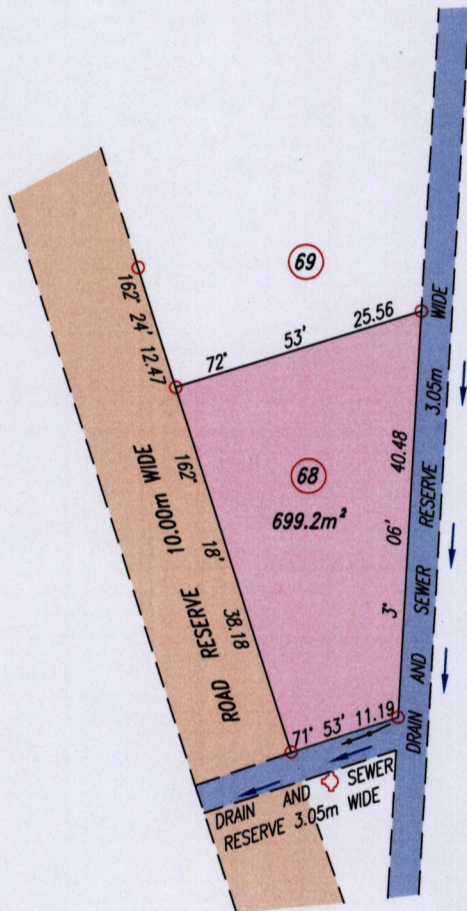 69
72° 53' 25.56
162° 24' 12.47
68
699.2m²
162° 18' 38.18
3° 06' 40.48
71° 53' 11.19
ROAD RESERVE 10.00m WIDE
DRAIN AND SEWER RESERVE 3.05m WIDE
DRAIN AND SEWER
RESERVE 3.05m WIDE